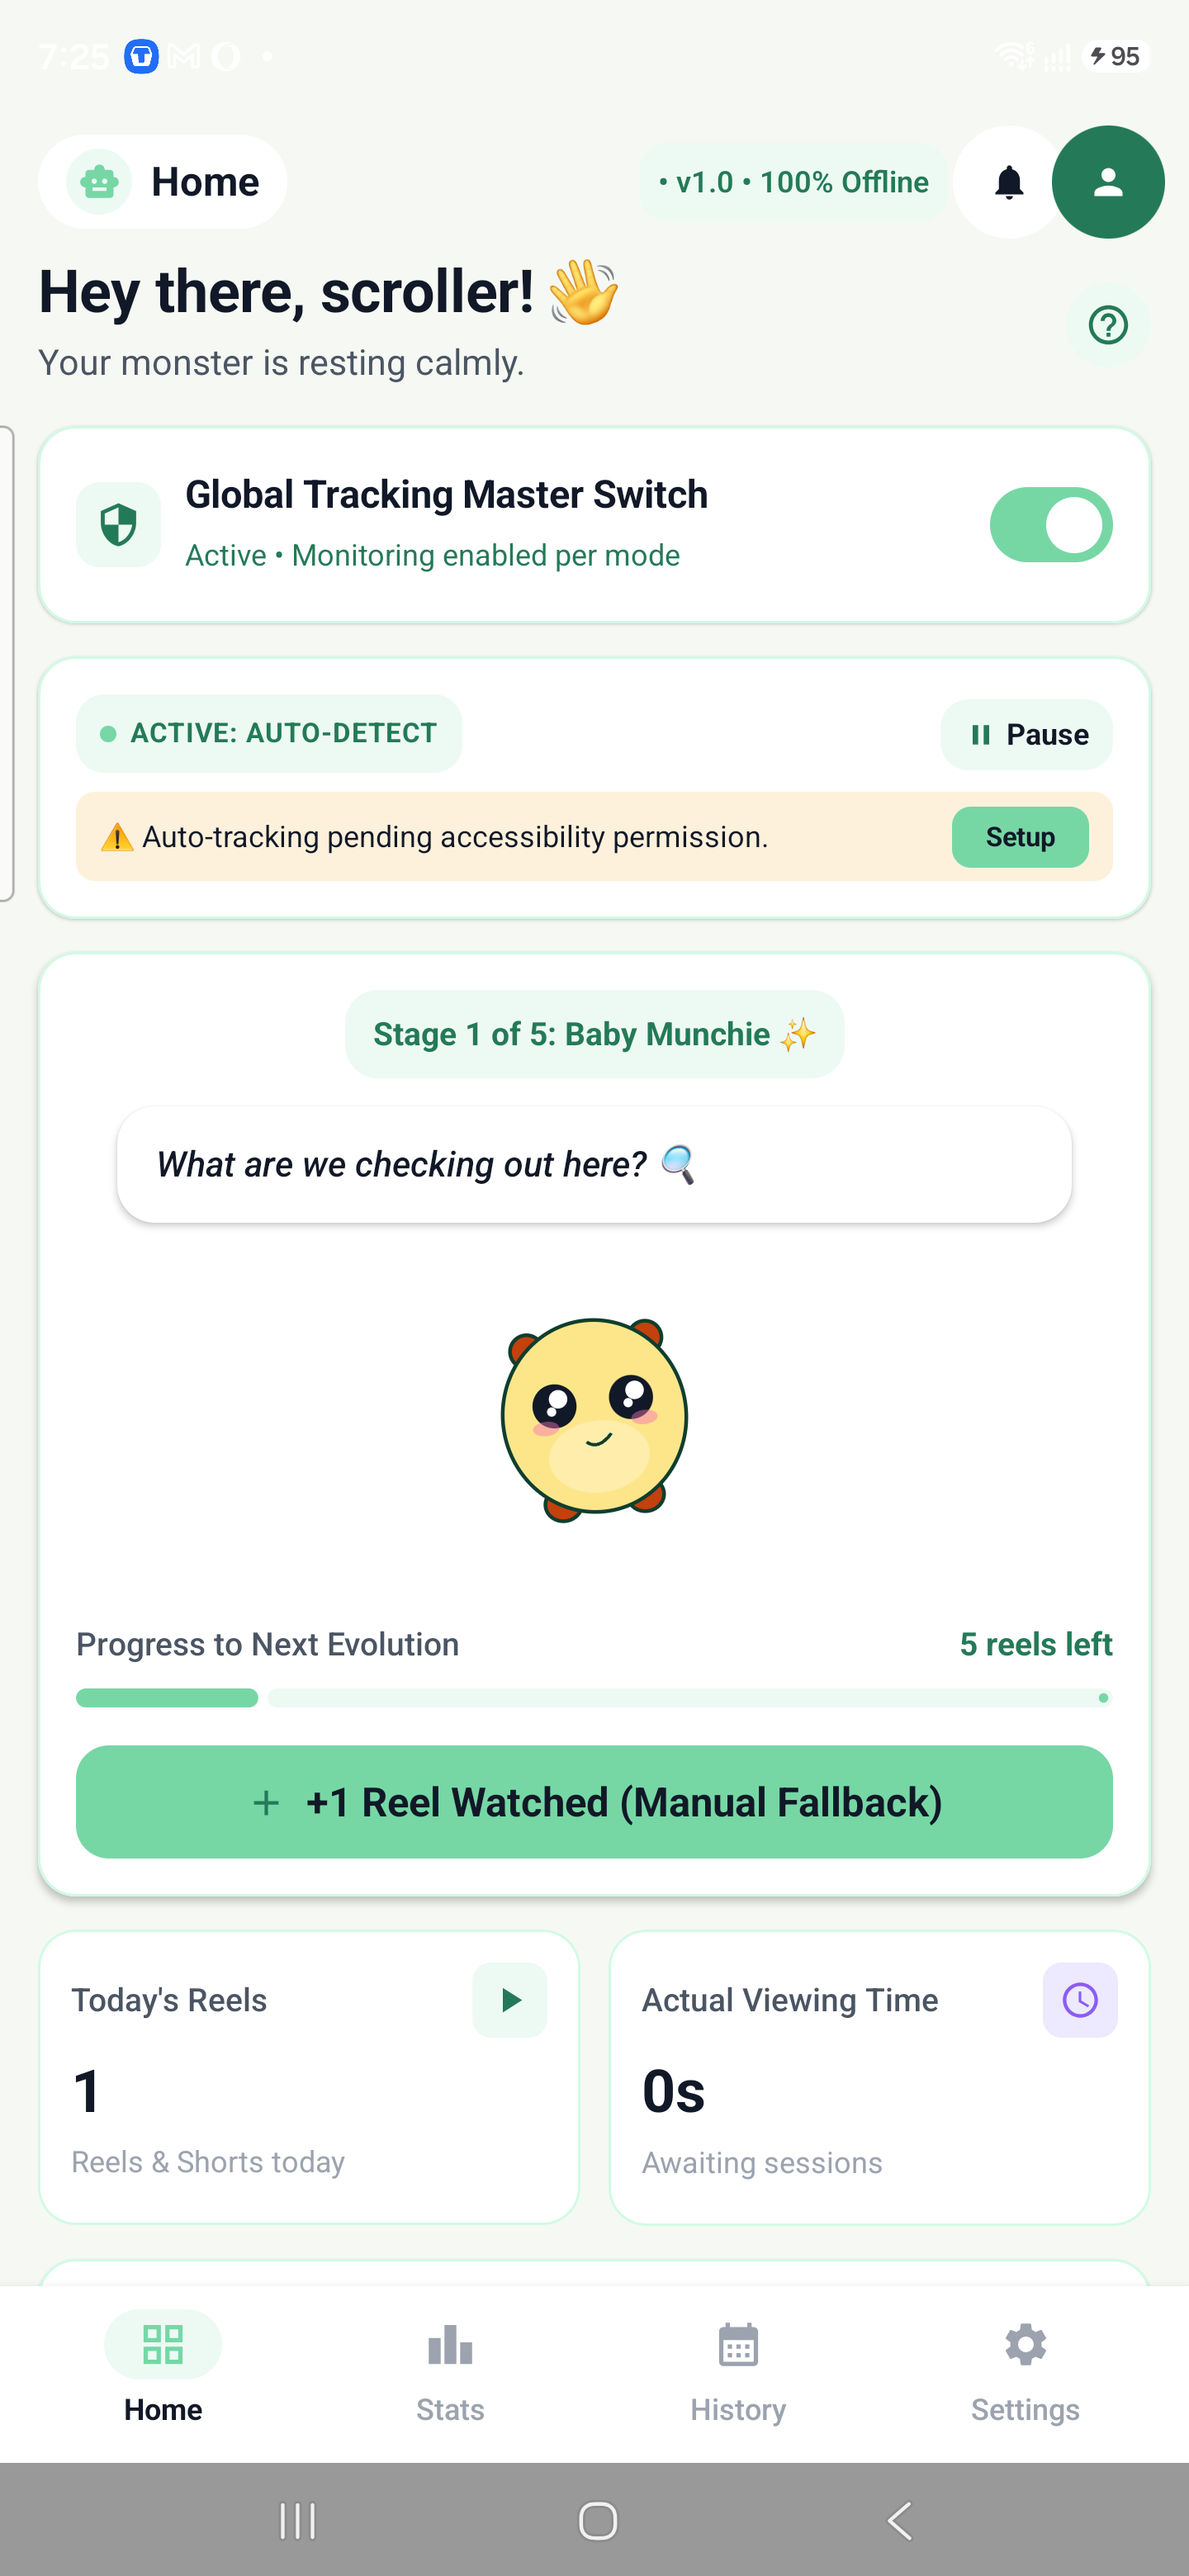 7:25
95
Home
• v1.0 • 100% Offline
Hey there, scroller! 👋
Your monster is resting calmly.
Global Tracking Master Switch
Active • Monitoring enabled per mode
ACTIVE: AUTO-DETECT
Pause
⚠️ Auto-tracking pending accessibility permission.
Setup
Stage 1 of 5: Baby Munchie ✨
What are we checking out here? 🔍
Progress to Next Evolution
5 reels left
+ +1 Reel Watched (Manual Fallback)
Today's Reels
1
Reels & Shorts today
Actual Viewing Time
0s
Awaiting sessions
Home
Stats
History
Settings